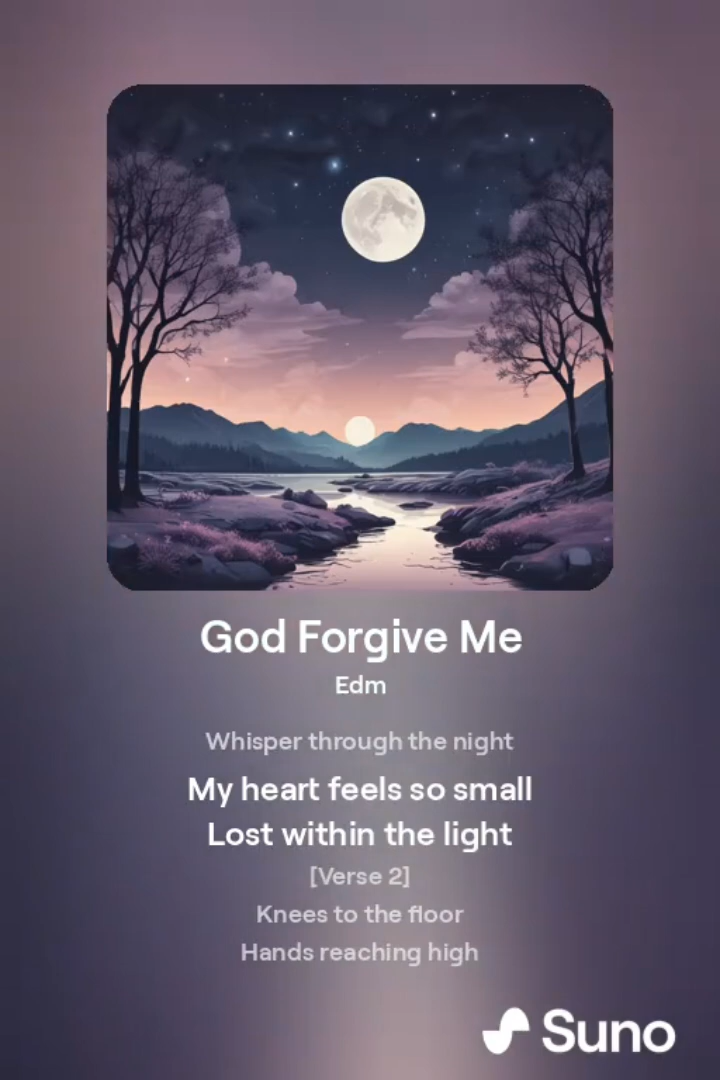 God Forgive Me
Edm
Whisper through the night
My heart feels so small
Lost within the light
[Verse 2]
Knees to the floor
Hands reaching high
Suno